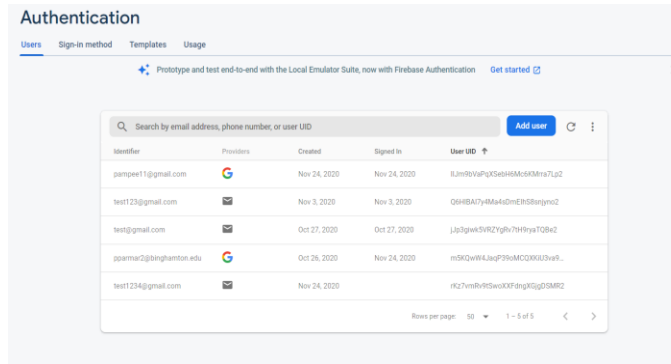 Authentication
Users Sign-in method Templates Usage
Prototype and test end-to-end with the Local Emulator Suite, now with Firebase Authentication Get started
Search by email address, phone number, or user UID Add user
Identifier Providers Created Signed In User UID
pampee11@gmail.com Nov 24, 2020 Nov 24, 2020
test123@gmail.com Nov 3, 2020 Nov 3, 2020
test@gmail.com Oct 27, 2020 Oct 27, 2020
pparmar2@binghamton.edu Oct 26, 2020 Nov 24, 2020
test1234@gmail.com Nov 24, 2020
Rows per page: 50 1 – 5 of 5